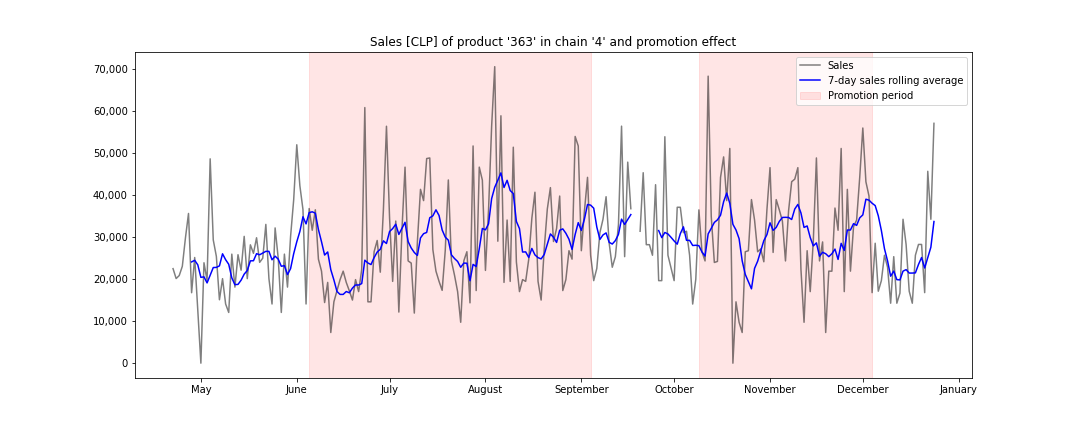 Sales [CLP] of product '363' in chain '4' and promotion effect
70,000
60,000
50,000
40,000
30,000
20,000
10,000
0
Sales
7-day sales rolling average
Promotion period
May June July August September October November December January